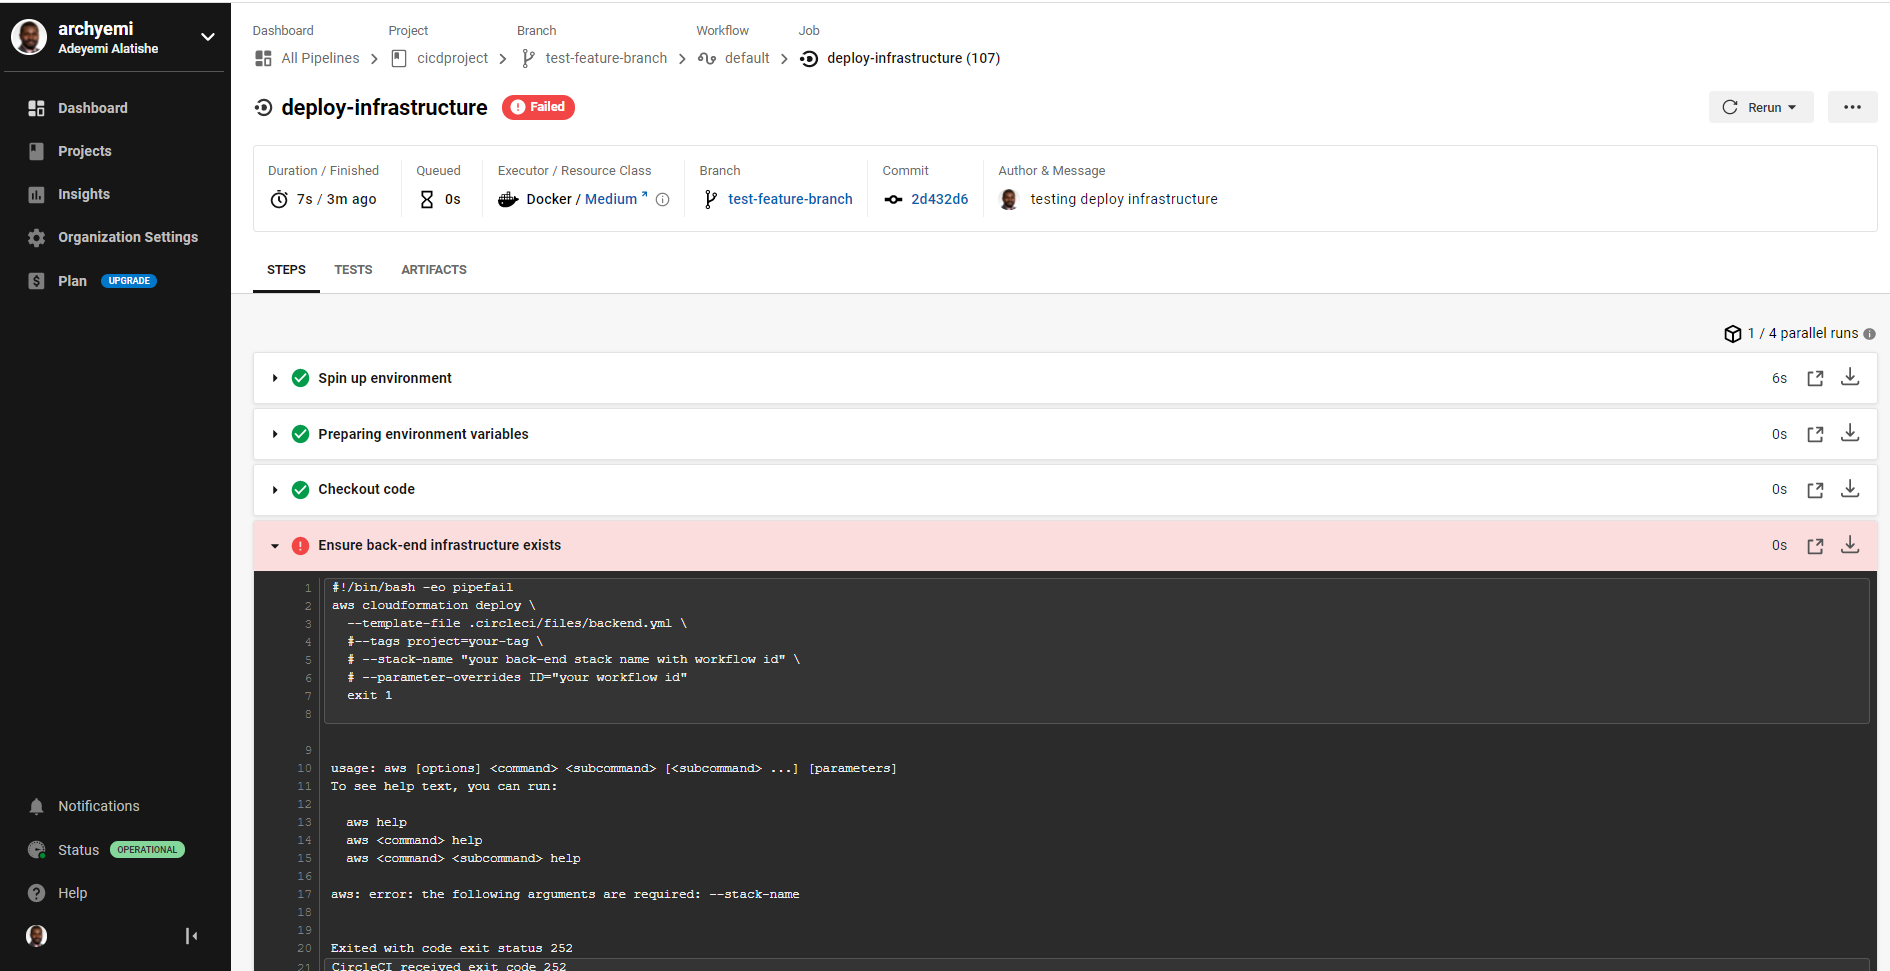 archyemi
Adeyemi Alatishe
Dashboard
Projects
Insights
Organization Settings
Plan UPGRADE
Notifications
Status OPERATIONAL
Help
Dashboard Project Branch Workflow Job
All Pipelines cicdproject test-feature-branch default deploy-infrastructure (107)
deploy-infrastructure Failed
Rerun
Duration / Finished Queued Executor / Resource Class Branch Commit Author & Message
7s / 3m ago 0s Docker / Medium test-feature-branch 2d432d6 testing deploy infrastructure
STEPS TESTS ARTIFACTS
1 / 4 parallel runs
Spin up environment 6s
Preparing environment variables 0s
Checkout code 0s
Ensure back-end infrastructure exists 0s
1 #!/bin/bash -eo pipefail
2 aws cloudformation deploy \
3 --template-file .circleci/files/backend.yml \
4 #--tags project=your-tag \
5 # --stack-name "your back-end stack name with workflow id" \
6 # --parameter-overrides ID="your workflow id"
7 exit 1
8
9
10 usage: aws [options] <command> <subcommand> [<subcommand> ...] [parameters]
11 To see help text, you can run:
12
13 aws help
14 aws <command> help
15 aws <command> <subcommand> help
16
17 aws: error: the following arguments are required: --stack-name
18
19
20 Exited with code exit status 252
21 CircleCI received exit code 252